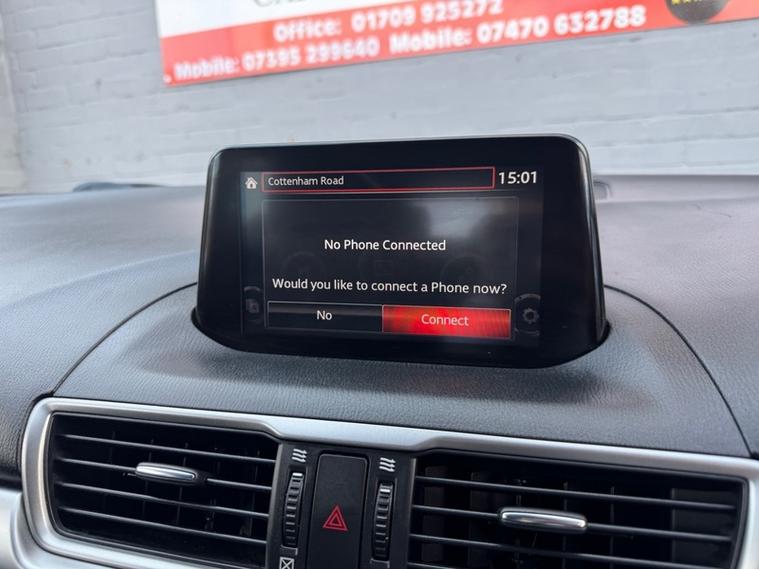 Office: 01709 925272
Mobile: 07395 299640 Mobile: 07470 632788
Cottenham Road 15:01
No Phone Connected
Would you like to connect a Phone now?
No Connect